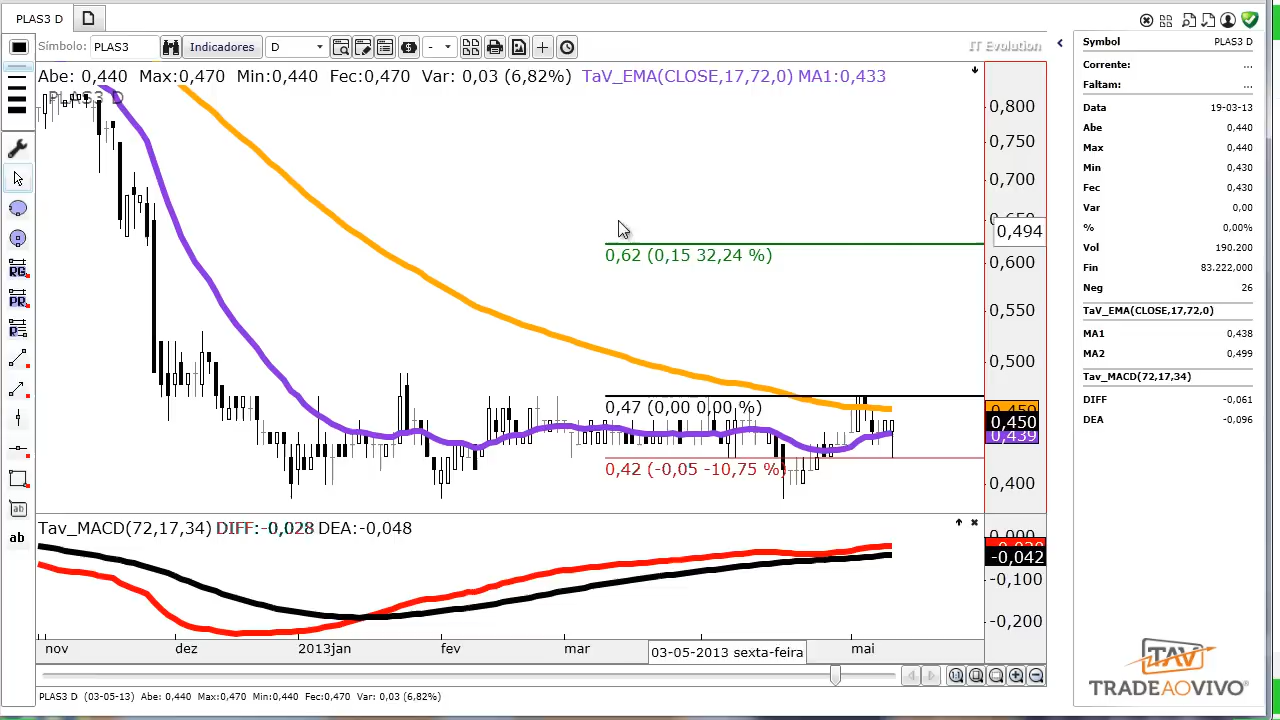 PLAS3 D
Símbolo: PLAS3 Indicadores D -
IT Evolution
Abe: 0,440 Max:0,470 Min:0,440 Fec:0,470 Var: 0,03 (6,82%) TaV_EMA(CLOSE,17,72,0) MA1:0,433
PLAS3 D
0,800
0,750
0,700
0,494
0,600
0,550
0,500
0,450
0,439
0,400
0,62 (0,15 32,24 %)
0,47 (0,00 0,00 %)
0,42 (-0,05 -10,75 %)
Tav_MACD(72,17,34) DIFF:-0,028 DEA:-0,048
0,000
-0,042
-0,100
-0,200
nov dez 2013jan fev mar 03-05-2013 sexta-feira mai
PLAS3 D (03-05-13) Abe: 0,440 Max:0,470 Min:0,440 Fec:0,470 Var: 0,03 (6,82%)
RG
PR
P
ab
ab
Symbol PLAS3 D
Corrente: ...
Faltam: ...
Data 19-03-13
Abe 0,440
Max 0,440
Min 0,430
Fec 0,430
Var 0,00
% 0,00%
Vol 190.200
Fin 83.222,000
Neg 26
TaV_EMA(CLOSE,17,72,0)
MA1 0,438
MA2 0,499
Tav_MACD(72,17,34)
DIFF -0,061
DEA -0,096
TAV
TRADEAOVIVO